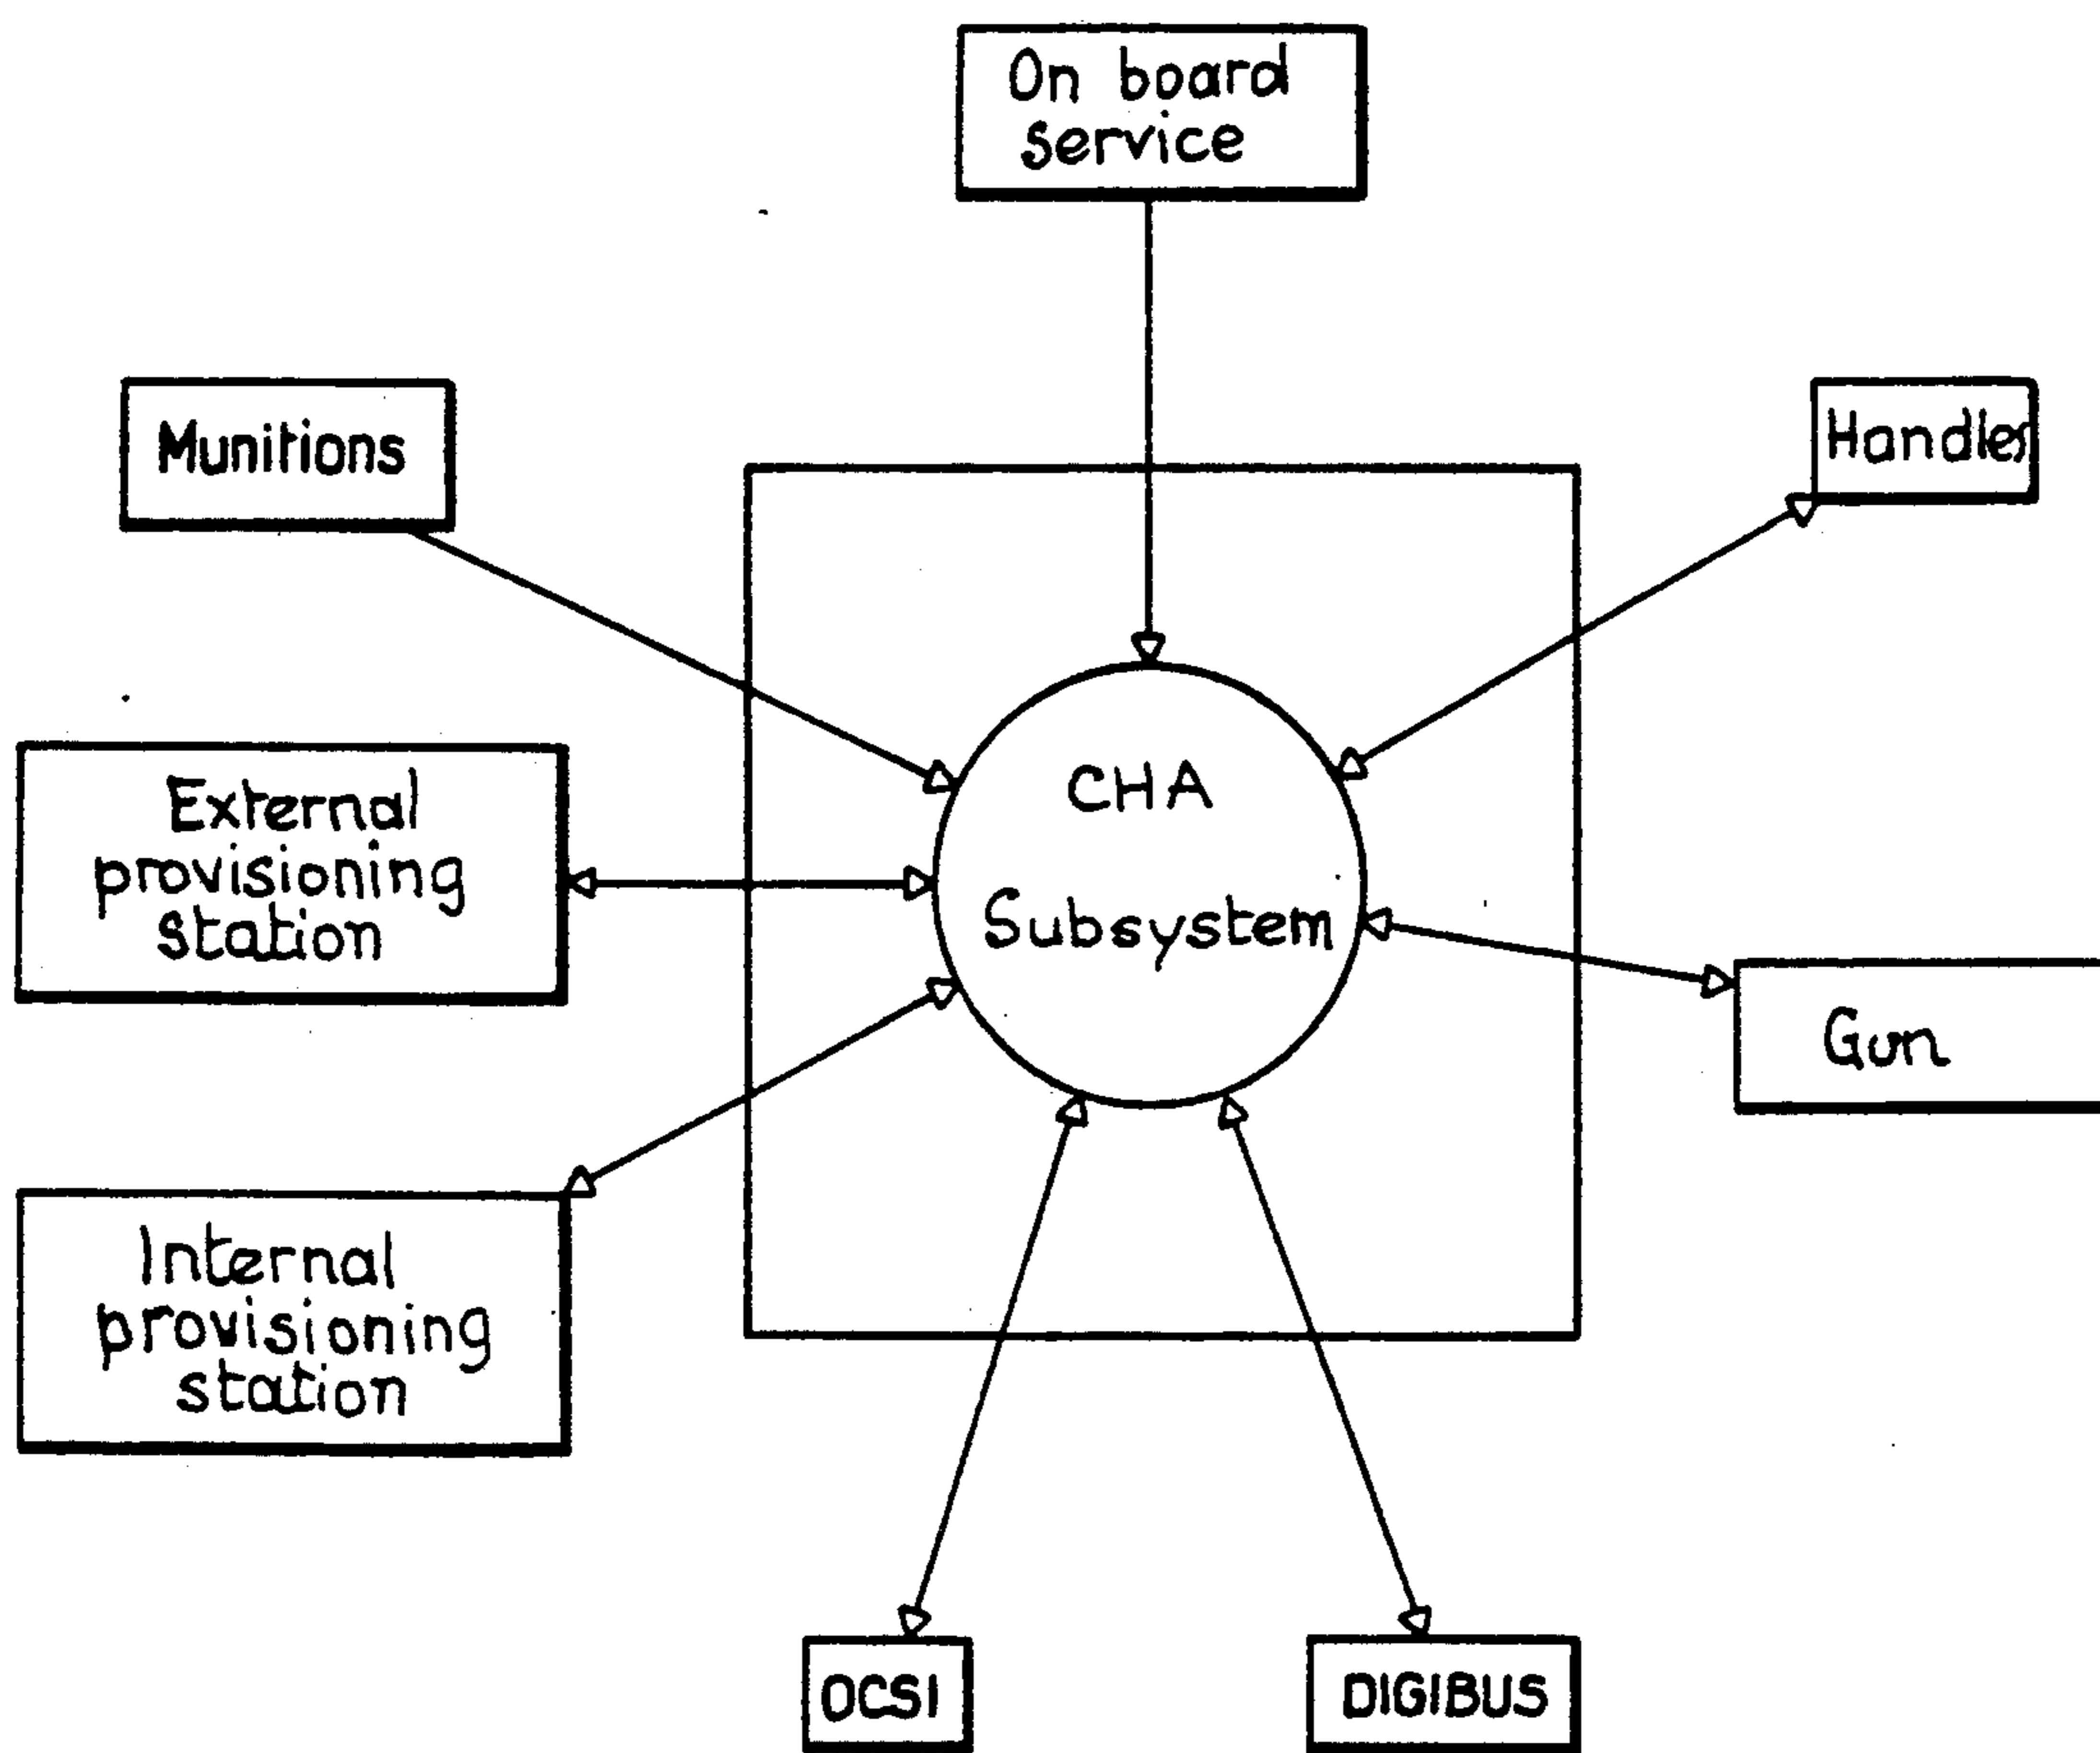 On board
service
Munitions
Handler
External
provisioning
station
CHA
Subsystem
Gun
Internal
provisioning
station
OCSI
DIGIBUS